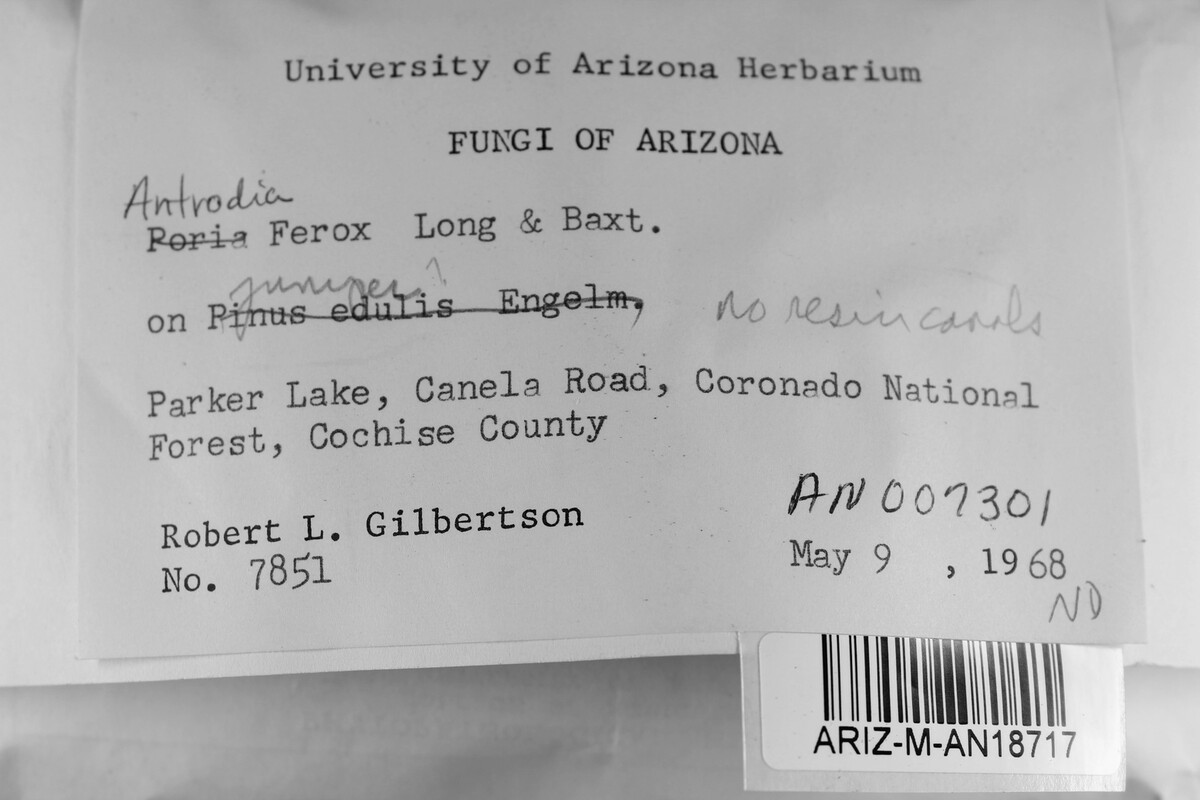 University of Arizona Herbarium
FUNGI OF ARIZONA
Antrodia
Poria Ferox Long & Baxt.
juniper?
on Pinus edulis Engelm, no resin canals
Parker Lake, Canela Road, Coronado National
Forest, Cochise County
AN 007301
Robert L. Gilbertson
May 9 , 1968
No. 7851
ND
ARIZ-M-AN18717